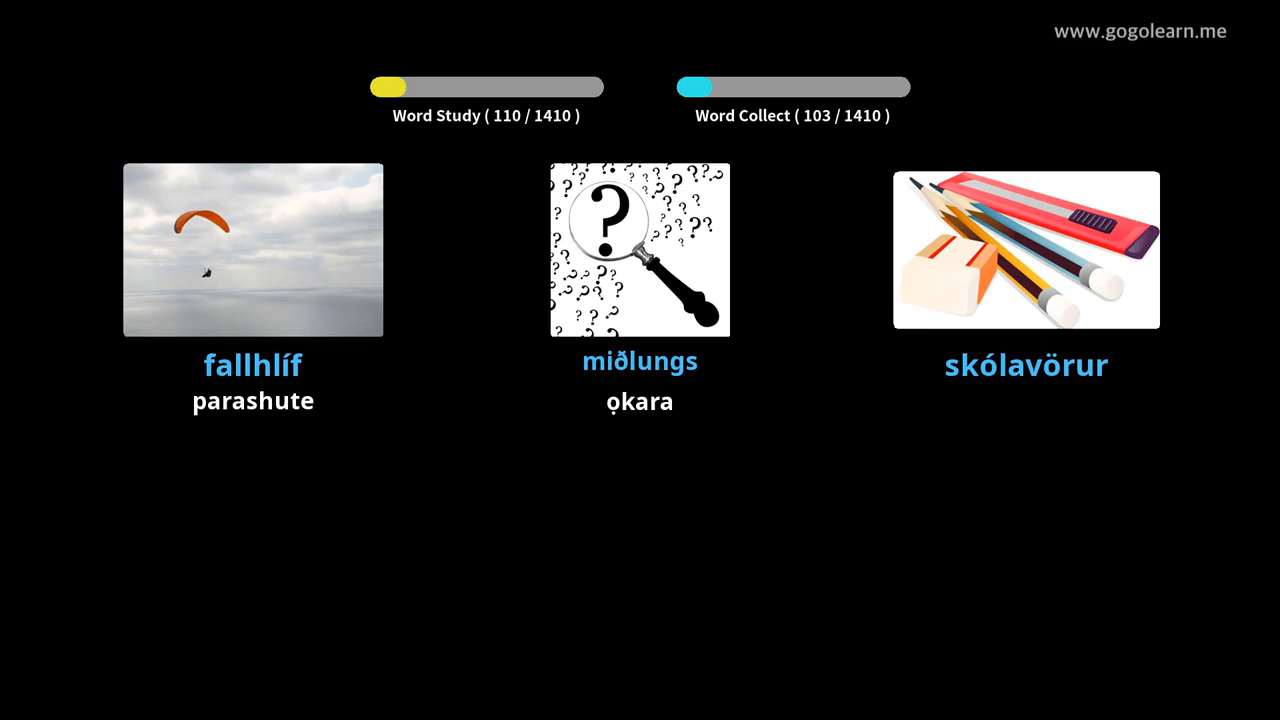 www.gogolearn.me
Word Study ( 110 / 1410 )
Word Collect ( 103 / 1410 )
fallhlíf
parashute
miðlungs
ọkara
skólavörur